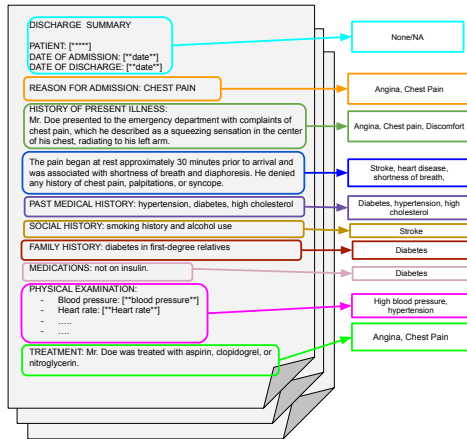 DISCHARGE SUMMARY
PATIENT: [*****]
DATE OF ADMISSION: [**date**]
DATE OF DISCHARGE: [**date**]
None/NA
REASON FOR ADMISSION: CHEST PAIN
Angina, Chest Pain
HISTORY OF PRESENT ILLNESS:
Mr. Doe presented to the emergency department with complaints
of chest pain, which he described as a squeezing sensation in the center
of his chest, radiating to his left arm.
Angina, Chest pain, Discomfort
The pain began at rest approximately 30 minutes prior to arrival and
was associated with shortness of breath and diaphoresis. He denied
any history of chest pain, palpitations, or syncope.
Stroke, heart disease,
shortness of breath,
PAST MEDICAL HISTORY: hypertension, diabetes, high cholesterol
Diabetes, hypertension, high
cholesterol
SOCIAL HISTORY: smoking history and alcohol use
Stroke
FAMILY HISTORY: diabetes in first-degree relatives
Diabetes
MEDICATIONS: not on insulin.
Diabetes
PHYSICAL EXAMINATION:
- Blood pressure: [**blood pressure**]
- Heart rate: [**Heart rate**]
- .....
- ....
High blood pressure,
hypertension
TREATMENT: Mr. Doe was treated with aspirin, clopidogrel, or
nitroglycerin.
Angina, Chest Pain